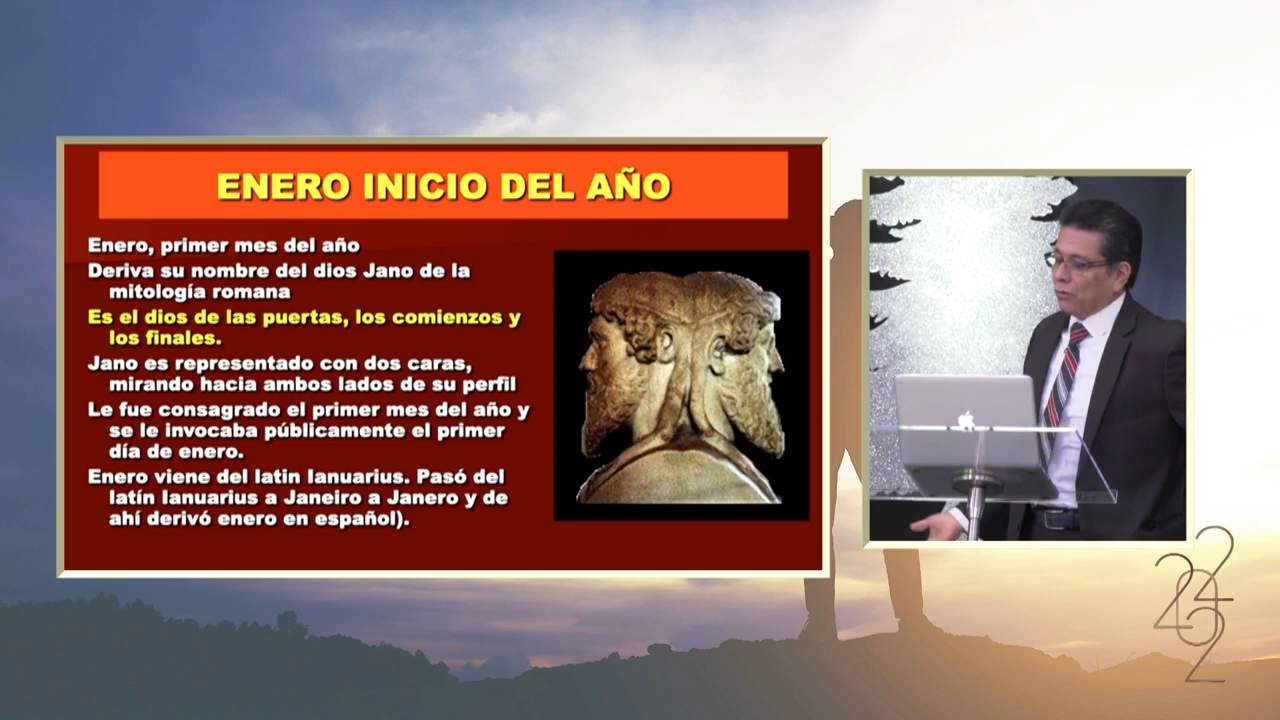 ENERO INICIO DEL AÑO
Enero, primer mes del año
Deriva su nombre del dios Jano de la
mitología romana
Es el dios de las puertas, los comienzos y
los finales.
Jano es representado con dos caras,
mirando hacia ambos lados de su perfil
Le fue consagrado el primer mes del año y
se le invocaba públicamente el primer
día de enero.
Enero viene del latin Ianuarius. Pasó del
latín Ianuarius a Janeiro a Janero y de
ahí derivó enero en español).
2022